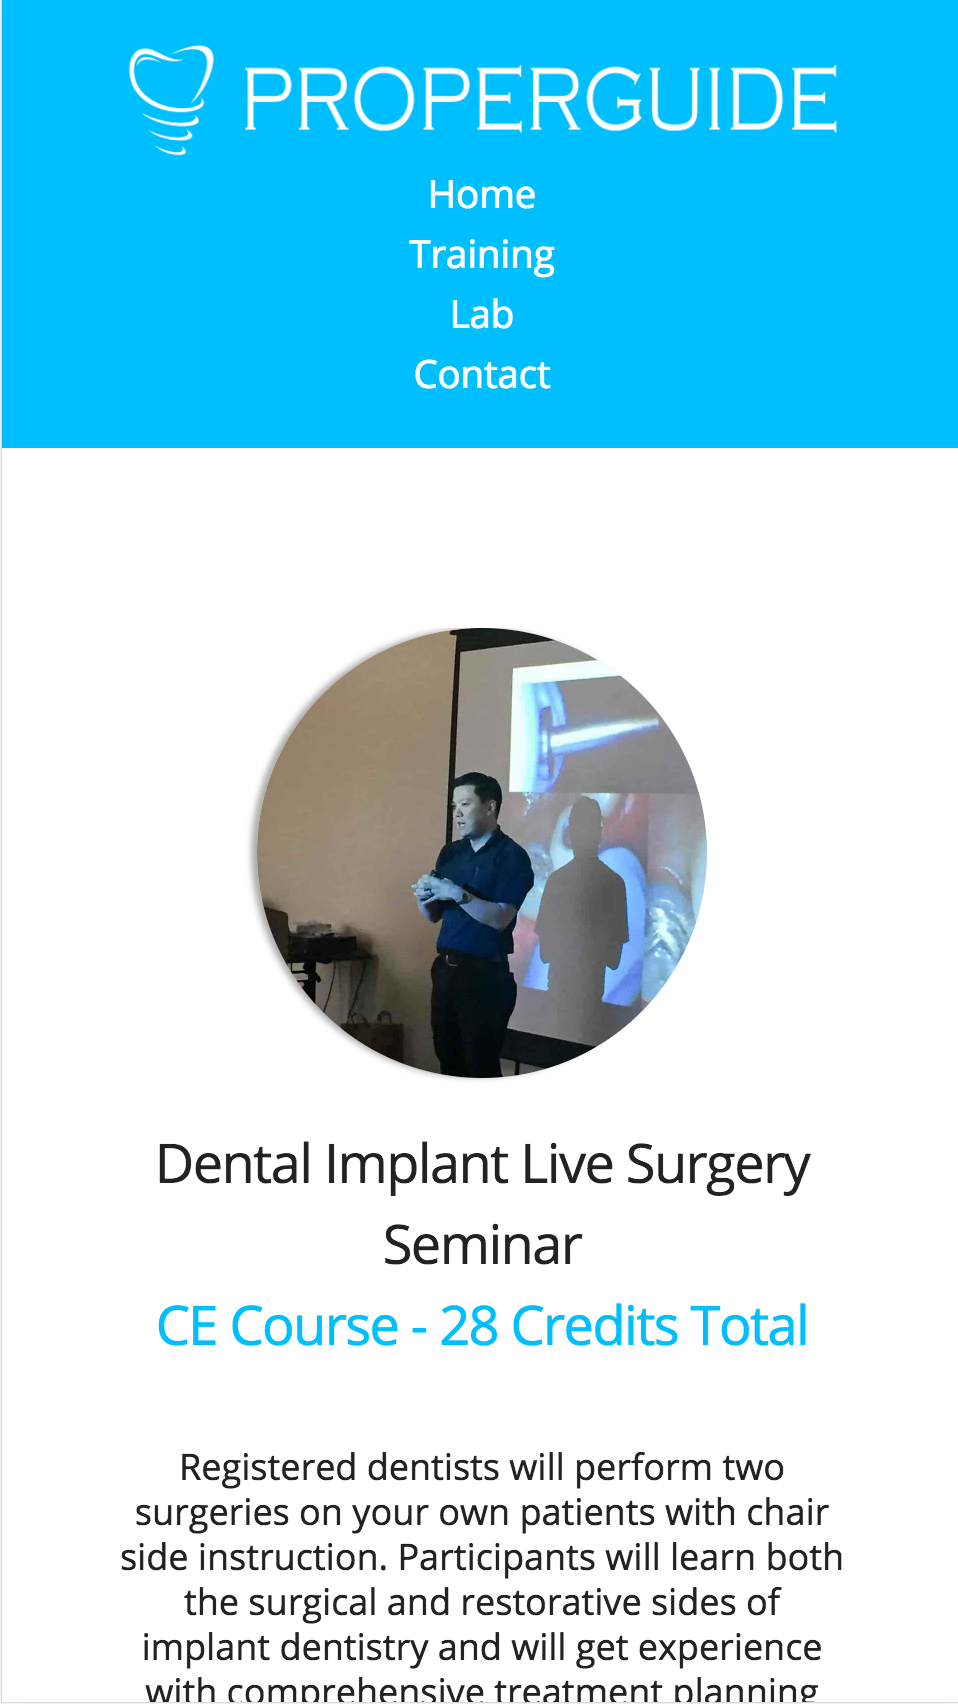 PROPERGUIDE
Home
Training
Lab
Contact
Dental Implant Live Surgery
Seminar
CE Course - 28 Credits Total
Registered dentists will perform two
surgeries on your own patients with chair
side instruction. Participants will learn both
the surgical and restorative sides of
implant dentistry and will get experience
with comprehensive treatment planning